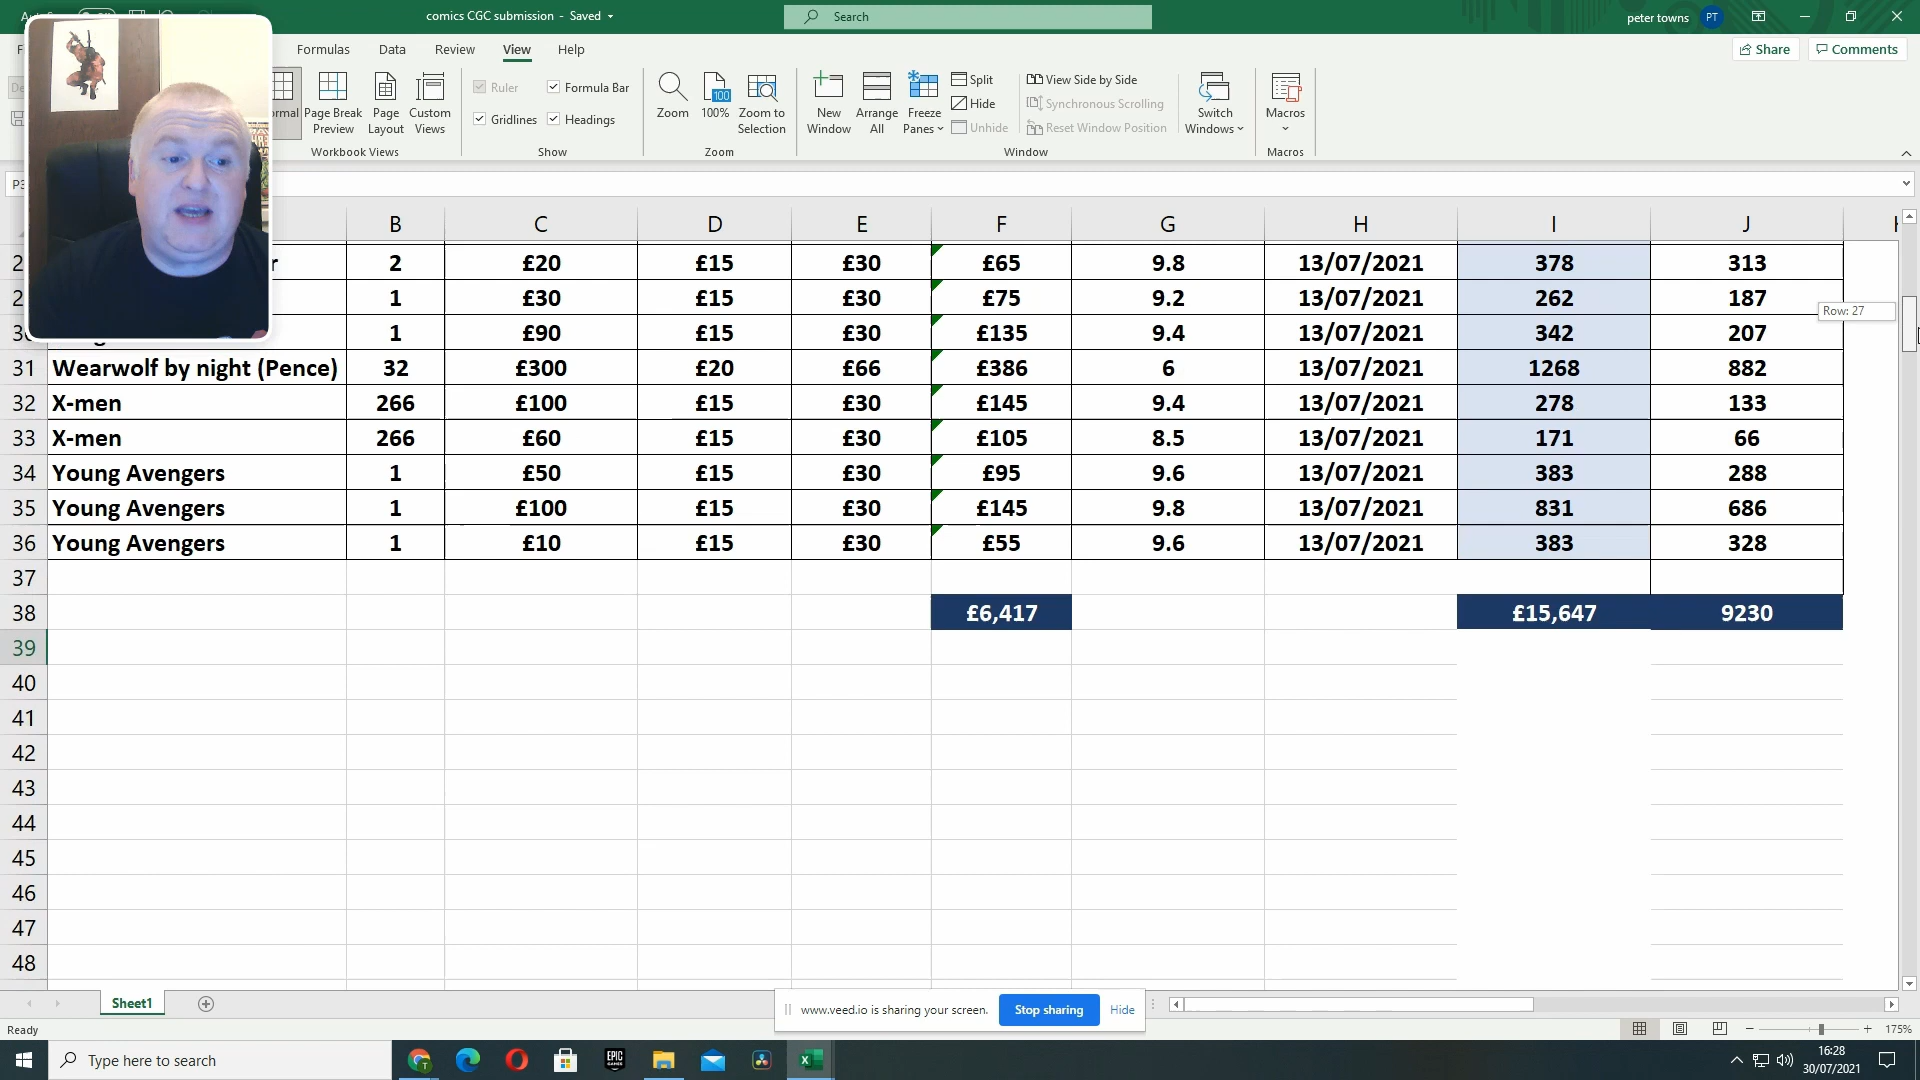 comics CGC submission - Saved
Search
peter towns
PT
Formulas
Data
Review
View
Help
Share
Comments
Page Break Preview
Page Layout
Custom Views
Workbook Views
Ruler
Formula Bar
Gridlines
Headings
Show
Zoom
100
100%
Zoom to Selection
Zoom
New Window
Arrange All
Freeze Panes
Split
Hide
Unhide
View Side by Side
Synchronous Scrolling
Reset Window Position
Window
Switch Windows
Macros
Macros
B C D E F G H I J
r 2 £20 £15 £30 £65 9.8 13/07/2021 378 313
1 £30 £15 £30 £75 9.2 13/07/2021 262 187
1 £90 £15 £30 £135 9.4 13/07/2021 342 207
31 Wearwolf by night (Pence) 32 £300 £20 £66 £386 6 13/07/2021 1268 882
32 X-men 266 £100 £15 £30 £145 9.4 13/07/2021 278 133
33 X-men 266 £60 £15 £30 £105 8.5 13/07/2021 171 66
34 Young Avengers 1 £50 £15 £30 £95 9.6 13/07/2021 383 288
35 Young Avengers 1 £100 £15 £30 £145 9.8 13/07/2021 831 686
36 Young Avengers 1 £10 £15 £30 £55 9.6 13/07/2021 383 328
37
38 £6,417 £15,647 9230
39
40
41
42
43
44
45
46
47
48
Row: 27
Sheet1
www.veed.io is sharing your screen.
Stop sharing
Hide
Ready
175%
Type here to search
EPIC GAMES
16:28
30/07/2021